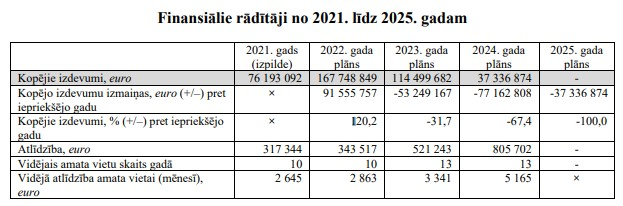 Finansiālie rādītāji no 2021. līdz 2025. gadam
2021. gads (izpilde) 2022. gada plāns 2023. gada plāns 2024. gada plāns 2025. gada plāns
Kopējie izdevumi, euro 76 193 092 167 748 849 114 499 682 37 336 874 -
Kopējo izdevumu izmaiņas, euro (+/–) pret iepriekšējo gadu × 91 555 757 -53 249 167 -77 162 808 -37 336 874
Kopējie izdevumi, % (+/–) pret iepriekšējo gadu × 120,2 -31,7 -67,4 -100,0
Atlīdzība, euro 317 344 343 517 521 243 805 702 -
Vidējais amata vietu skaits gadā 10 10 13 13 -
Vidējā atlīdzība amata vietai (mēnesī), euro 2 645 2 863 3 341 5 165 ×